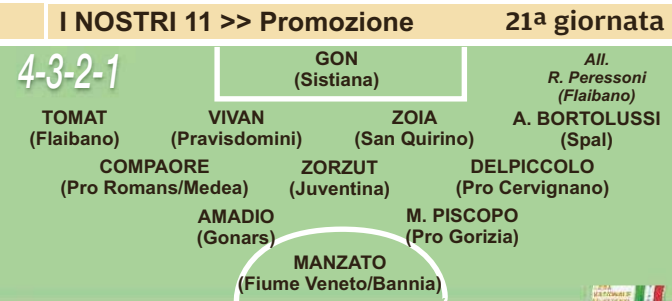 I NOSTRI 11 >> Promozione 21ª giornata
4-3-2-1
GON
(Sistiana)
All.
R. Peressoni
(Flaibano)
TOMAT
(Flaibano)
VIVAN
(Pravisdomini)
ZOIA
(San Quirino)
A. BORTOLUSSI
(Spal)
COMPAORE
(Pro Romans/Medea)
ZORZUT
(Juventina)
DELPICCOLO
(Pro Cervignano)
AMADIO
(Gonars)
M. PISCOPO
(Pro Gorizia)
MANZATO
(Fiume Veneto/Bannia)